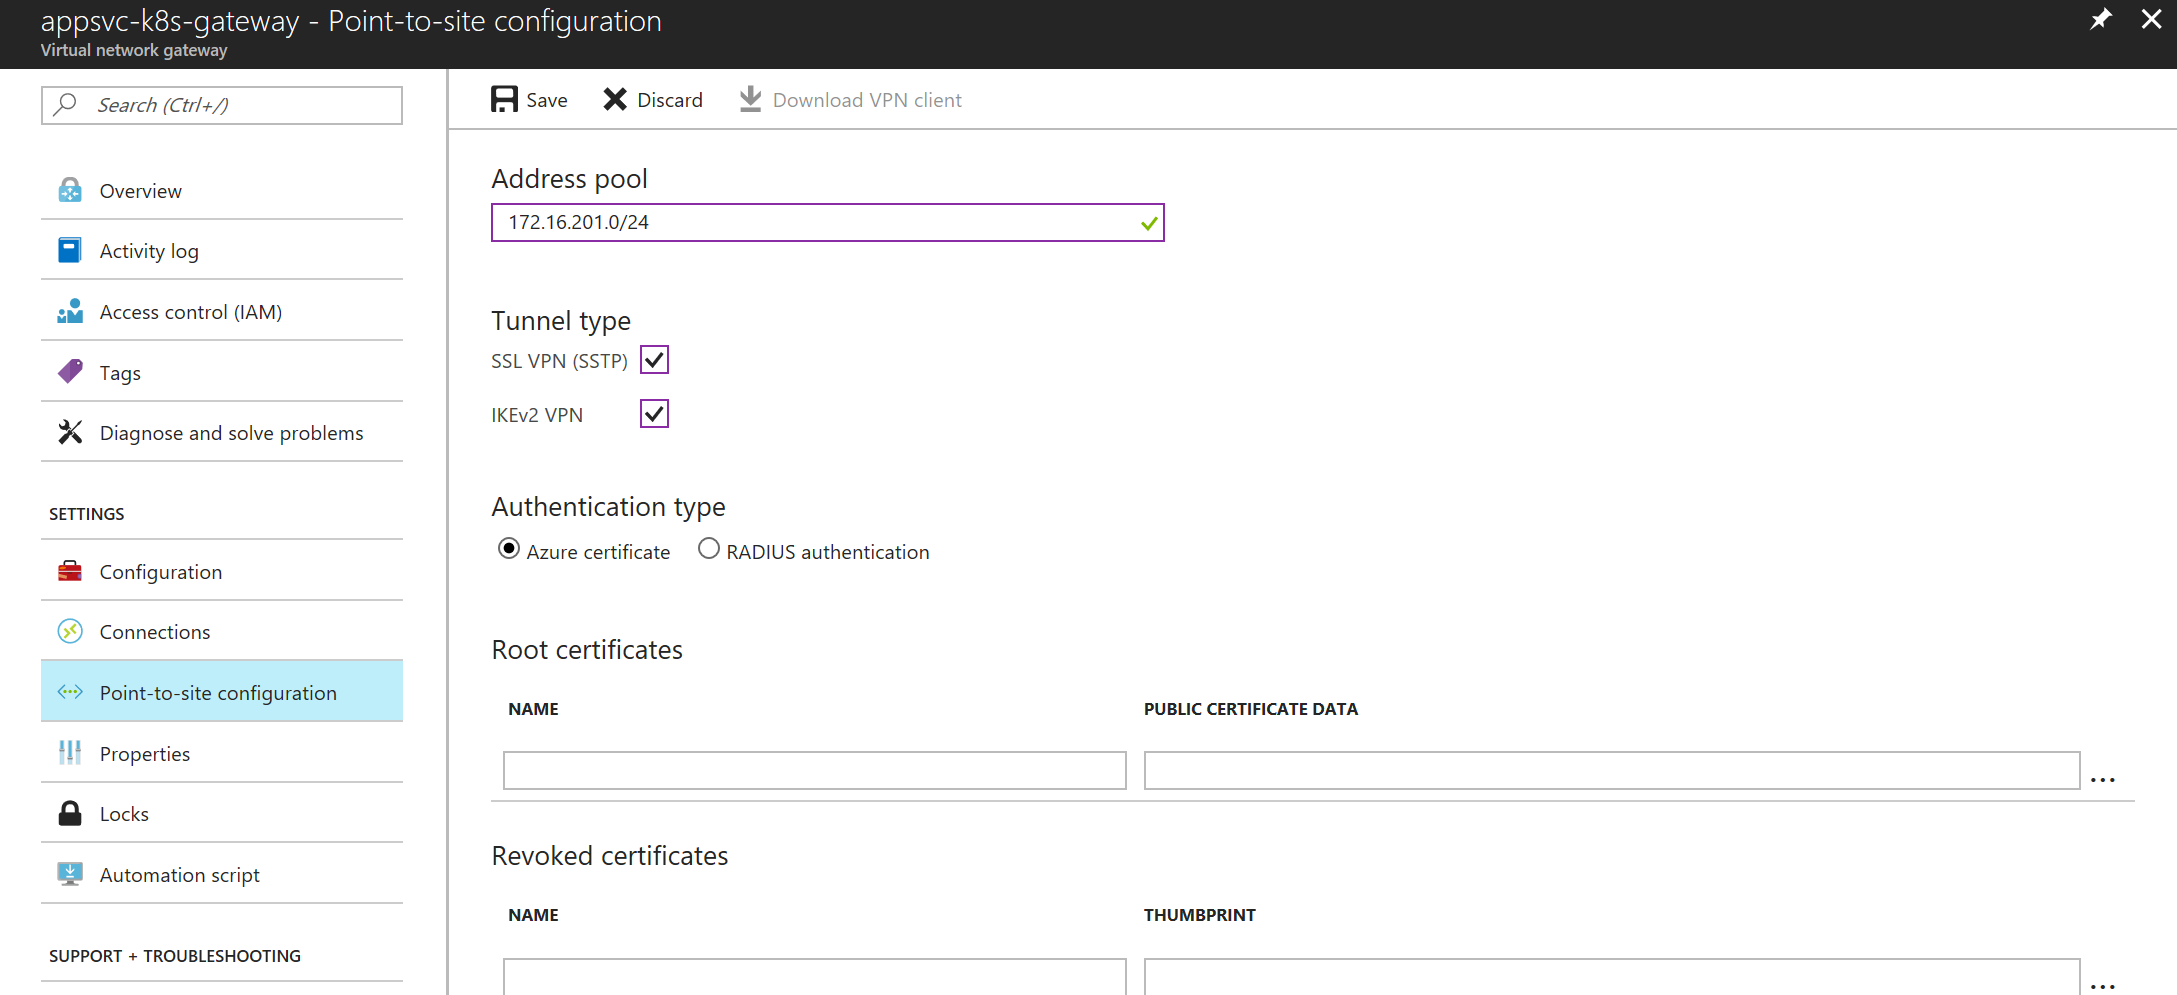 appsvc-k8s-gateway - Point-to-site configuration
Virtual network gateway
Search (Ctrl+/)
Overview
Activity log
Access control (IAM)
Tags
Diagnose and solve problems
SETTINGS
Configuration
Connections
Point-to-site configuration
Properties
Locks
Automation script
SUPPORT + TROUBLESHOOTING
Save Discard Download VPN client
Address pool
172.16.201.0/24
Tunnel type
SSL VPN (SSTP)
IKEv2 VPN
Authentication type
Azure certificate RADIUS authentication
Root certificates
NAME PUBLIC CERTIFICATE DATA
...
Revoked certificates
NAME THUMBPRINT
...